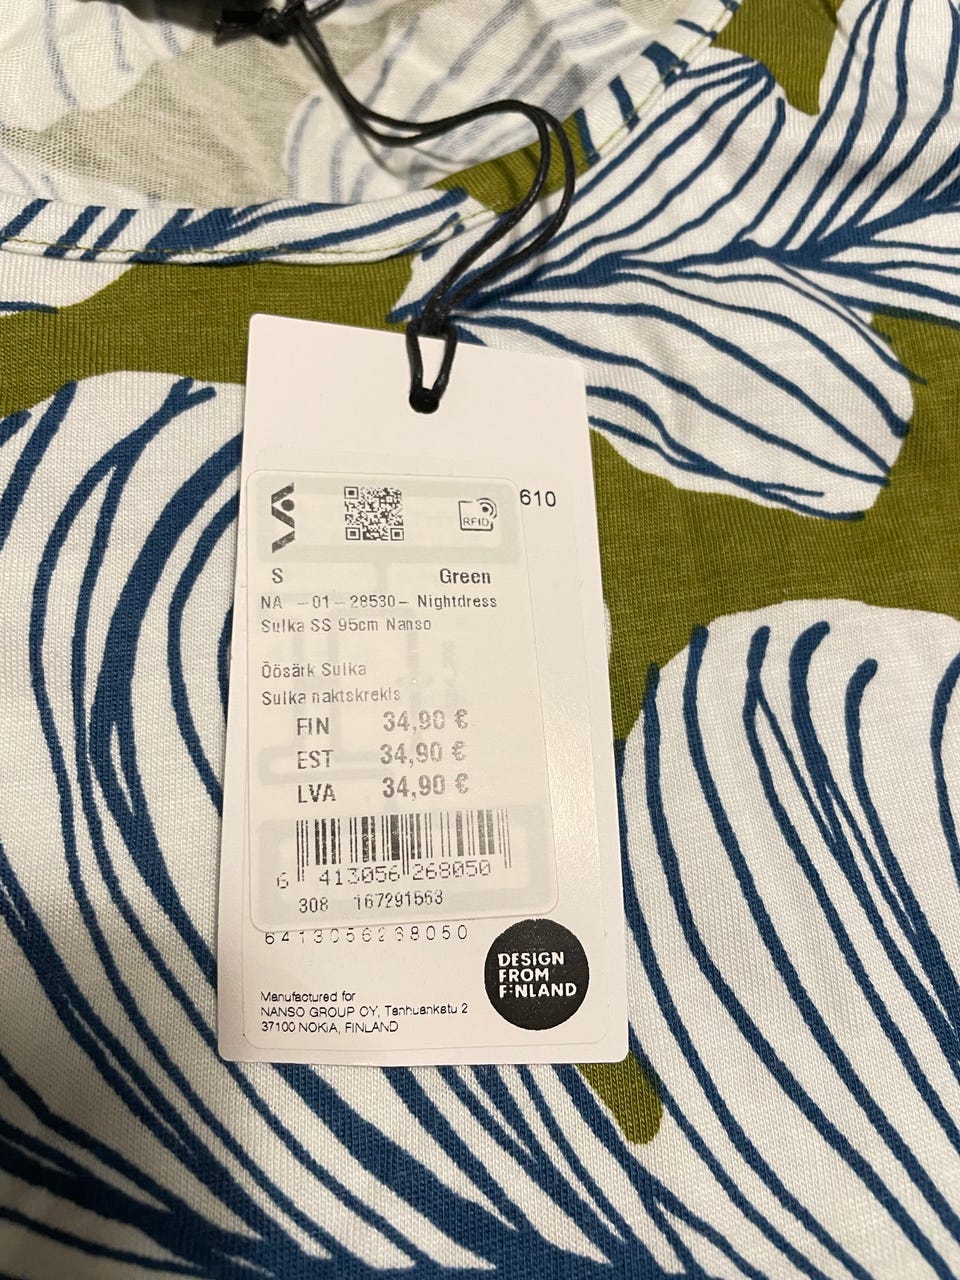 610
RFID
S Green
NA -01-28530- Nightdress
Sulka SS 95cm Nanso
Öösärk Sulka
Sulka naktskrekls
FIN 34,90 €
EST 34,90 €
LVA 34,90 €
6 413056 268050
308 167291563
6413056268050
DESIGN
FROM
FINLAND
Manufactured for
NANSO GROUP OY, Tanhuankatu 2
37100 NOKIA, FINLAND